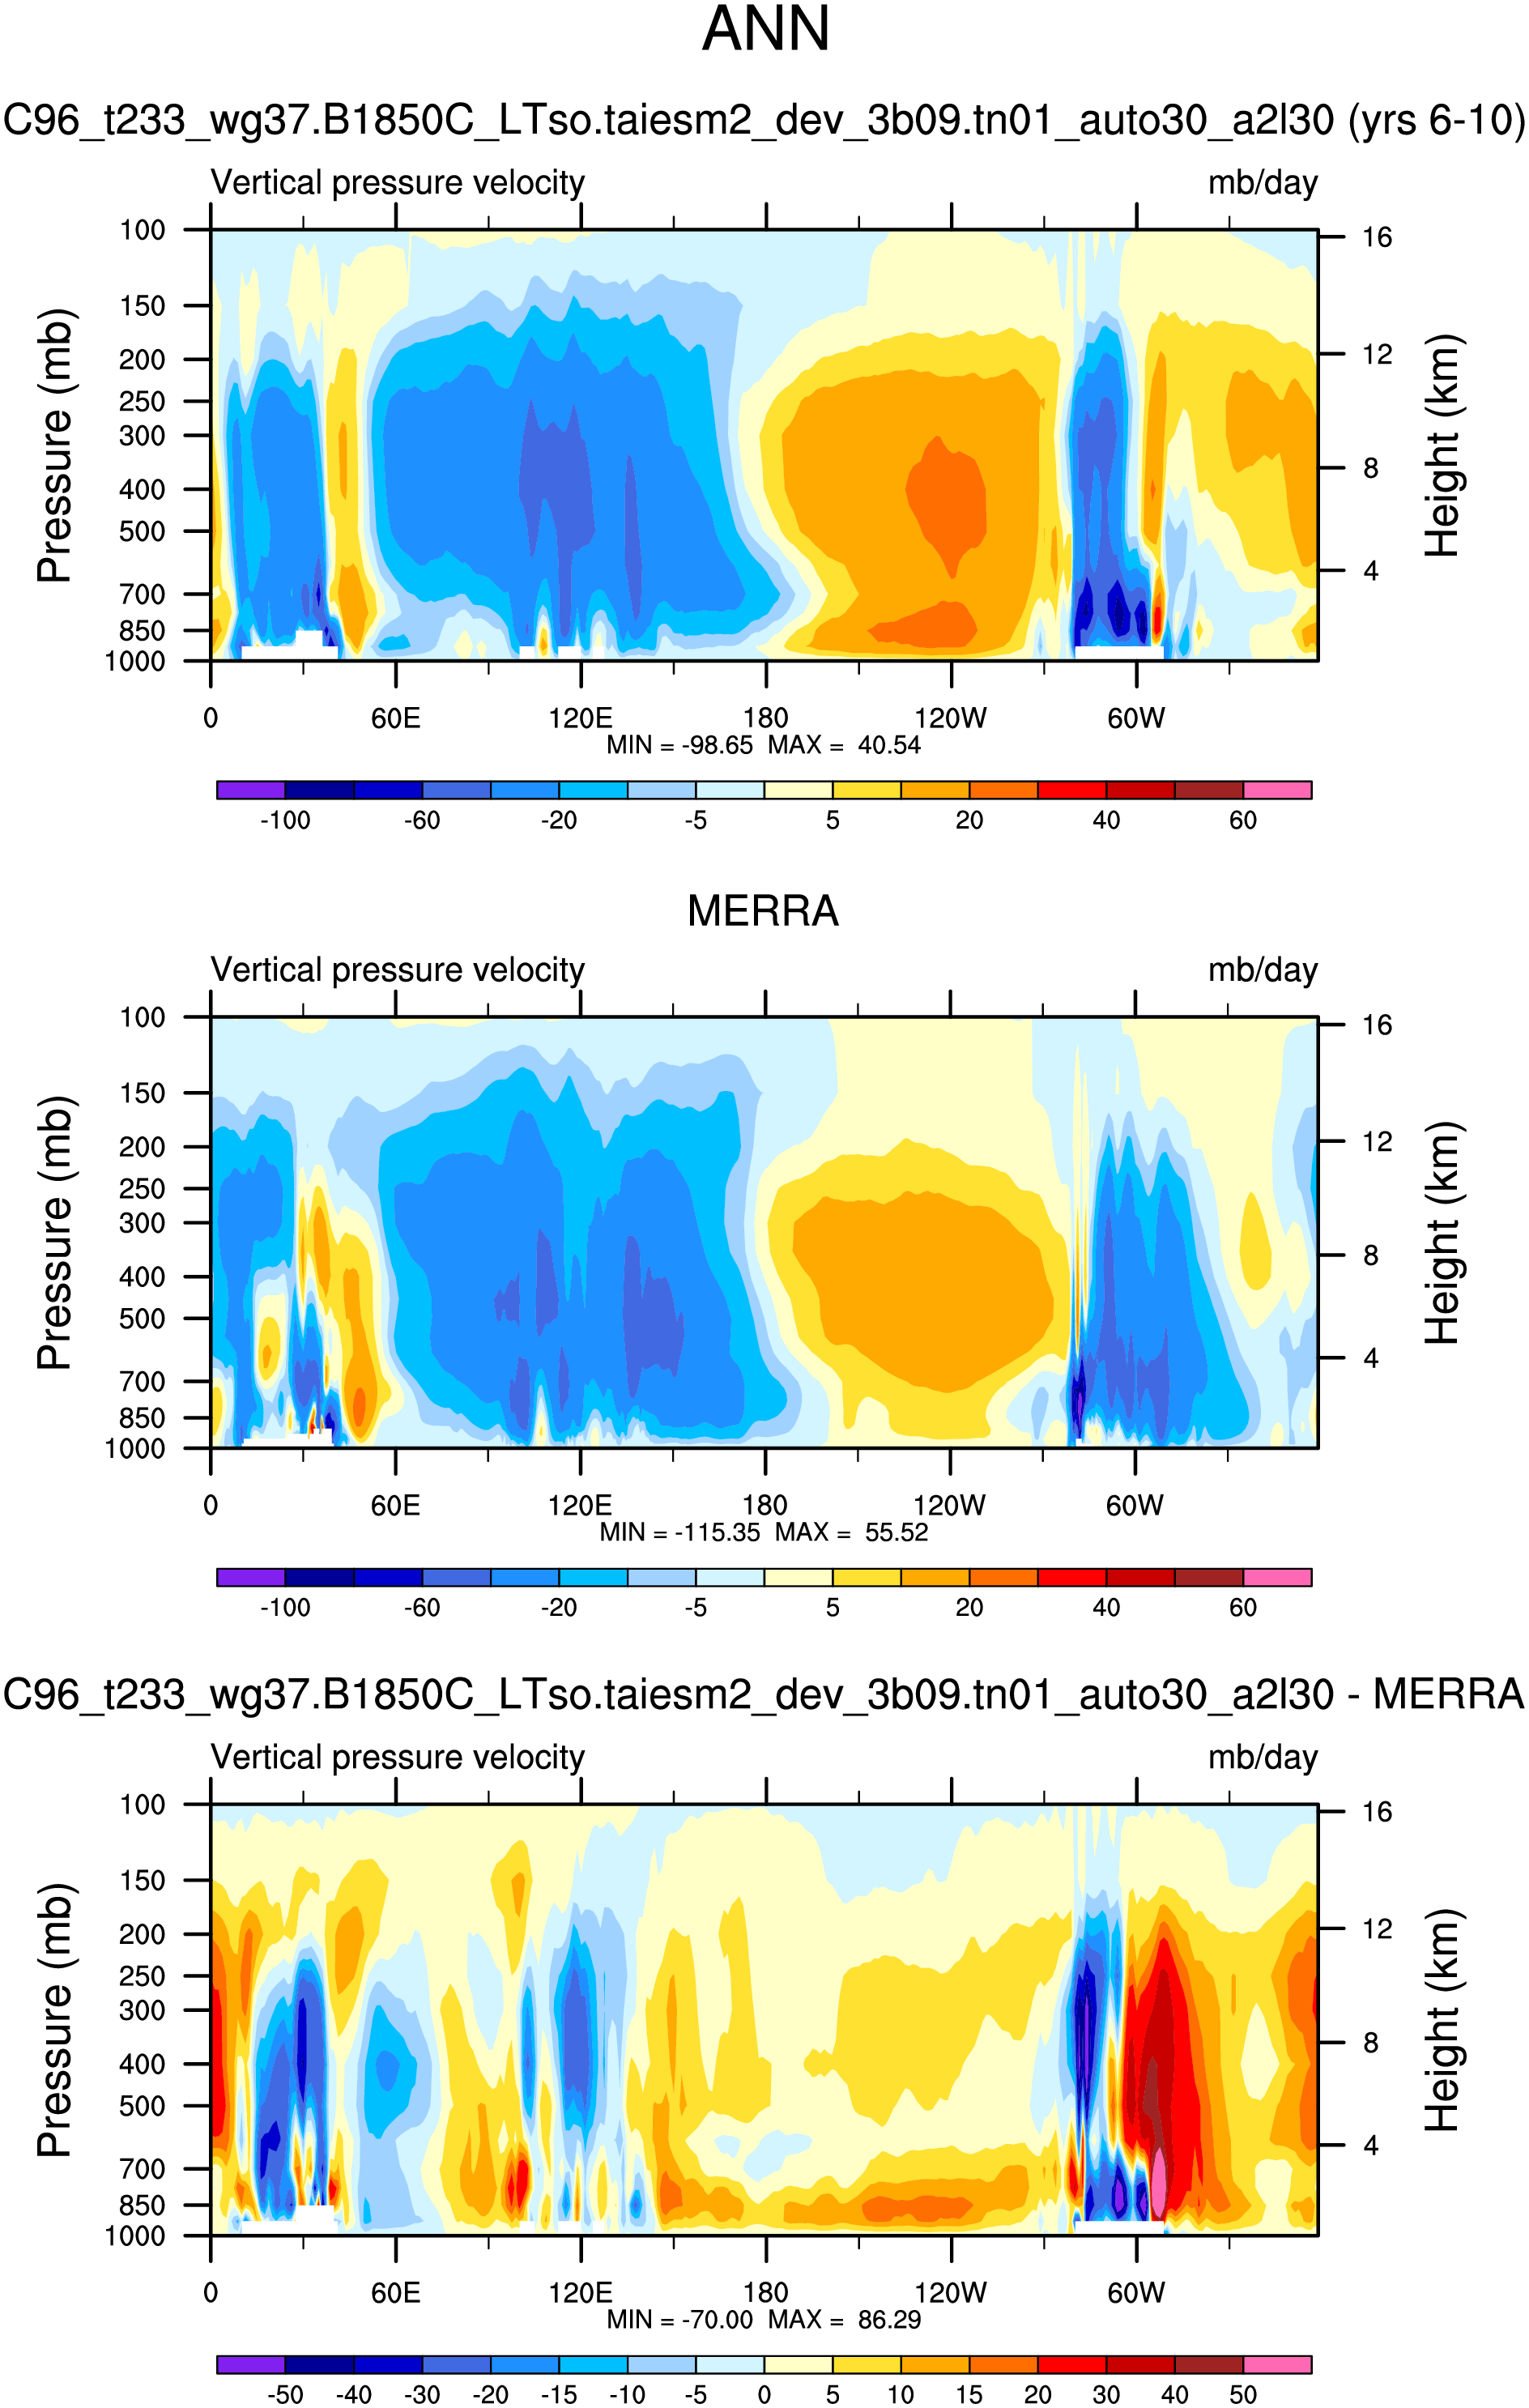 ANN
C96_t233_wg37.B1850C_LTso.taiesm2_dev_3b09.tn01_auto30_a2l30 (yrs 6-10)
Vertical pressure velocity mb/day
Pressure (mb)
100
150
200
250
300
400
500
700
850
1000
16
12
8
4
Height (km)
0 60E 120E 180 120W 60W
MIN = -98.65 MAX = 40.54
-100 -60 -20 -5 5 20 40 60
MERRA
Vertical pressure velocity mb/day
Pressure (mb)
100
150
200
250
300
400
500
700
850
1000
16
12
8
4
Height (km)
0 60E 120E 180 120W 60W
MIN = -115.35 MAX = 55.52
-100 -60 -20 -5 5 20 40 60
C96_t233_wg37.B1850C_LTso.taiesm2_dev_3b09.tn01_auto30_a2l30 - MERRA
Vertical pressure velocity mb/day
Pressure (mb)
100
150
200
250
300
400
500
700
850
1000
16
12
8
4
Height (km)
0 60E 120E 180 120W 60W
MIN = -70.00 MAX = 86.29
-50 -40 -30 -20 -15 -10 -5 0 5 10 15 20 30 40 50